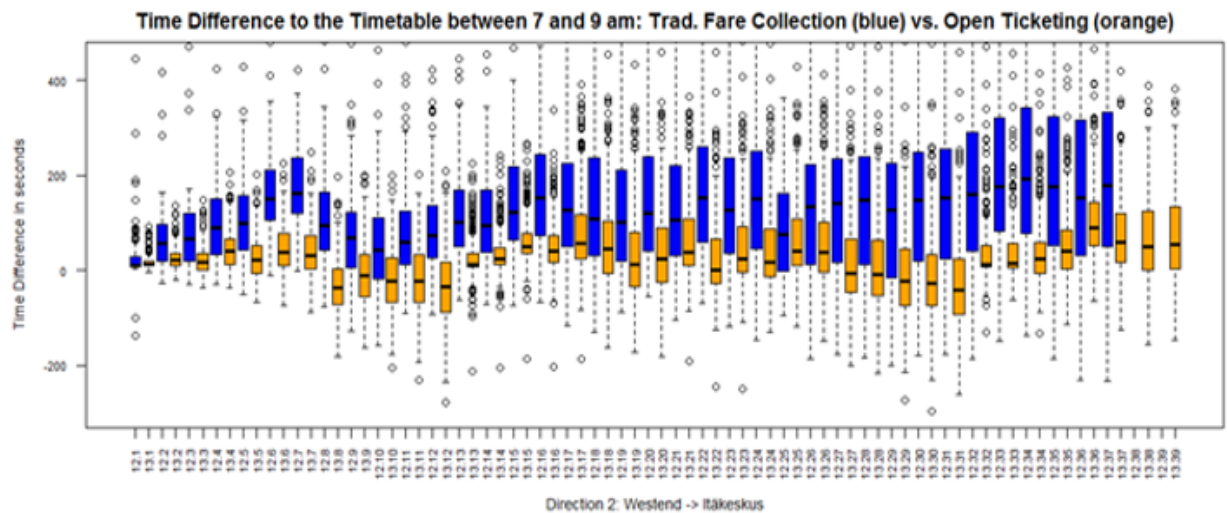 Time Difference to the Timetable between 7 and 9 am: Trad. Fare Collection (blue) vs. Open Ticketing (orange)
Time Difference in seconds
400
200
0
-200
12.1 13.1 12.2 13.2 12.3 13.3 12.4 13.4 12.5 13.5 12.6 13.6 12.7 13.7 12.8 13.8 12.9 13.9 12.10 13.10 12.11 13.11 12.12 13.12 12.13 13.13 12.14 13.14 12.15 13.15 12.16 13.16 12.17 13.17 12.18 13.18 12.19 13.19 12.20 13.20 12.21 13.21 12.22 13.22 12.23 13.23 12.24 13.24 12.25 13.25 12.26 13.26 12.27 13.27 12.28 13.28 12.29 13.29 12.30 13.30 12.31 13.31 12.32 13.32 12.33 13.33 12.34 13.34 12.35 13.35 12.36 13.36 12.37 13.37 12.38 13.38 12.39 13.39
Direction 2: Westend -> Itäkeskus